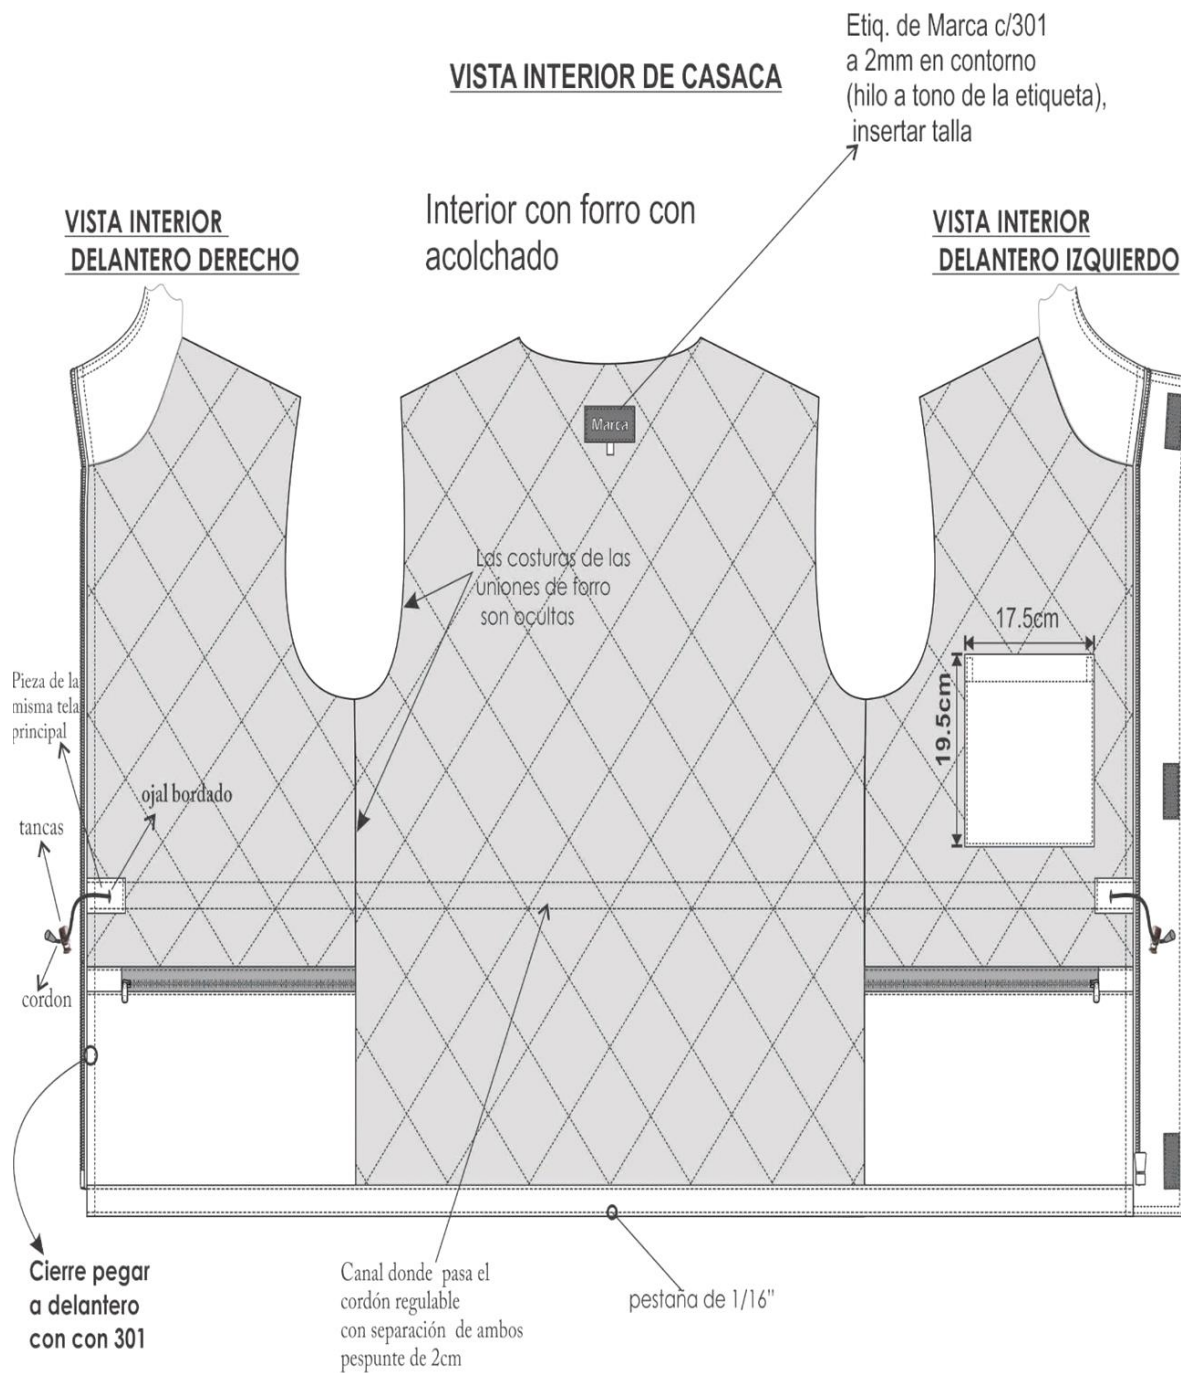 Etiq. de Marca c/301
a 2mm en contorno
(hilo a tono de la etiqueta),
insertar talla
VISTA INTERIOR DE CASACA
VISTA INTERIOR
DELANTERO DERECHO
Interior con forro con
acolchado
VISTA INTERIOR
DELANTERO IZQUIERDO
Marca
Las costuras de las
uniones de forro
son ocultas
17.5cm
19.5cm
Pieza de la
misma tela
principal
ojal bordado
tancas
cordon
Cierre pegar
a delantero
con con 301
Canal donde pasa el
cordón regulable
con separación de ambos
pespunte de 2cm
pestaña de 1/16"